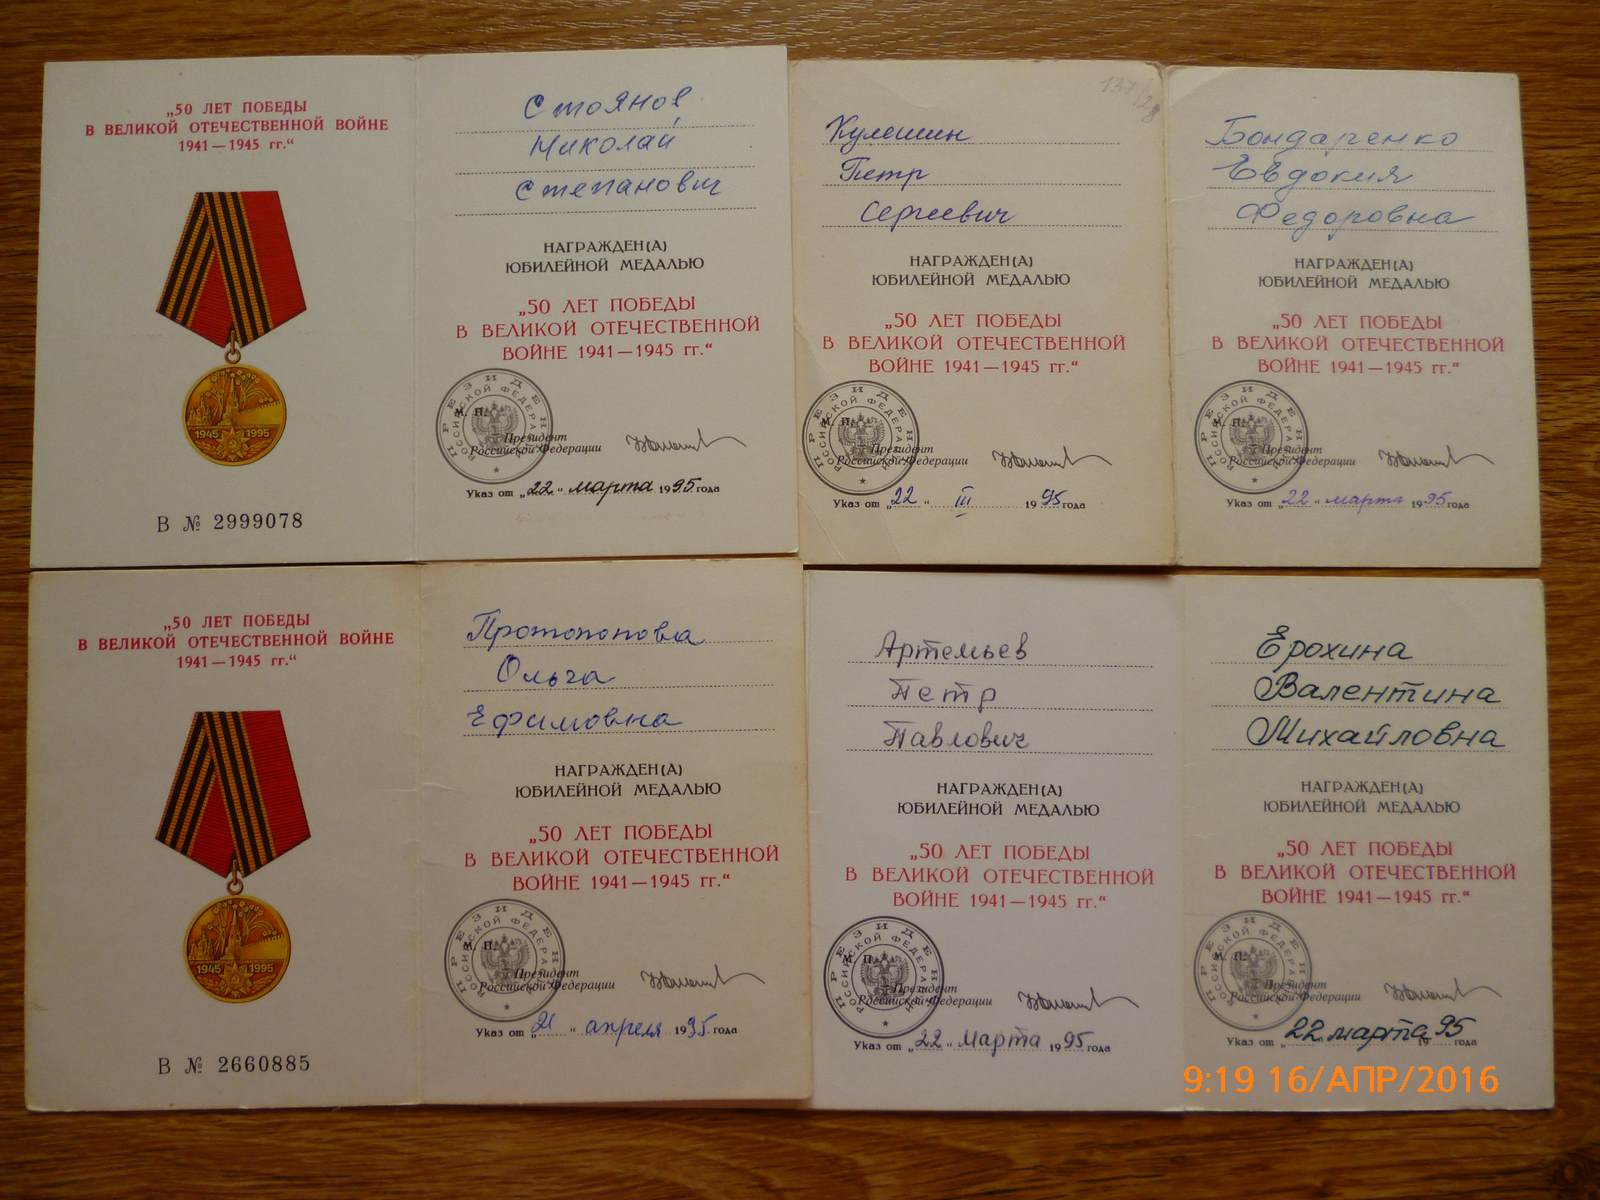 „50 ЛЕТ ПОБЕДЫ
В ВЕЛИКОЙ ОТЕЧЕСТВЕННОЙ ВОЙНЕ
1941 — 1945 гг.“
1945 1995
В № 2999078
Стоянов
Николай
Степанович
НАГРАЖДЕН(А)
ЮБИЛЕЙНОЙ МЕДАЛЬЮ
„50 ЛЕТ ПОБЕДЫ
В ВЕЛИКОЙ ОТЕЧЕСТВЕННОЙ
ВОЙНЕ 1941 — 1945 гг.“
М. П.
Президент
Российской Федерации
Указ от „22“ марта 1995 года
137/28
Кулешин
Петр
Сергеевич
НАГРАЖДЕН(А)
ЮБИЛЕЙНОЙ МЕДАЛЬЮ
„50 ЛЕТ ПОБЕДЫ
В ВЕЛИКОЙ ОТЕЧЕСТВЕННОЙ
ВОЙНЕ 1941 — 1945 гг.“
М. П.
Президент
Российской Федерации
Указ от „22“ III 1995 года
Бондаренко
Евдокия
Федоровна
НАГРАЖДЕН(А)
ЮБИЛЕЙНОЙ МЕДАЛЬЮ
„50 ЛЕТ ПОБЕДЫ
В ВЕЛИКОЙ ОТЕЧЕСТВЕННОЙ
ВОЙНЕ 1941 — 1945 гг.“
М. П.
Президент
Российской Федерации
Указ от „22“ марта 1995 года
„50 ЛЕТ ПОБЕДЫ
В ВЕЛИКОЙ ОТЕЧЕСТВЕННОЙ ВОЙНЕ
1941 — 1945 гг.“
1945 1995
В № 2660885
Протопопова
Ольга
Ефимовна
НАГРАЖДЕН(А)
ЮБИЛЕЙНОЙ МЕДАЛЬЮ
„50 ЛЕТ ПОБЕДЫ
В ВЕЛИКОЙ ОТЕЧЕСТВЕННОЙ
ВОЙНЕ 1941 — 1945 гг.“
М. П.
Президент
Российской Федерации
Указ от „21“ апреля 1995 года
Артемьев
Петр
Павлович
НАГРАЖДЕН(А)
ЮБИЛЕЙНОЙ МЕДАЛЬЮ
„50 ЛЕТ ПОБЕДЫ
В ВЕЛИКОЙ ОТЕЧЕСТВЕННОЙ
ВОЙНЕ 1941 — 1945 гг.“
М. П.
Президент
Российской Федерации
Указ от „22“ Марта 1995 года
Ерохина
Валентина
Михайловна
НАГРАЖДЕН(А)
ЮБИЛЕЙНОЙ МЕДАЛЬЮ
„50 ЛЕТ ПОБЕДЫ
В ВЕЛИКОЙ ОТЕЧЕСТВЕННОЙ
ВОЙНЕ 1941 — 1945 гг.“
М. П.
Президент
Российской Федерации
Указ от „22“ марта 1995 года
9:19 16/АПР/2016